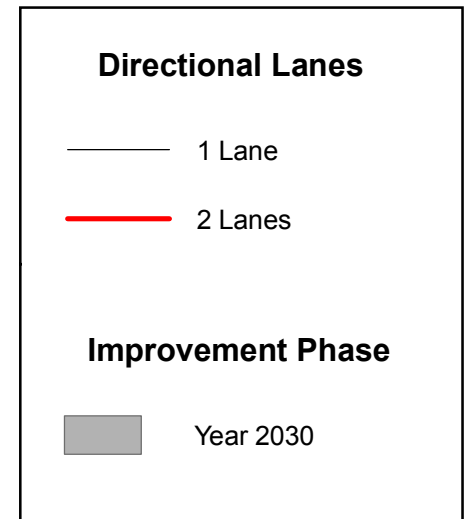 Directional Lanes
1 Lane
2 Lanes
Improvement Phase
Year 2030